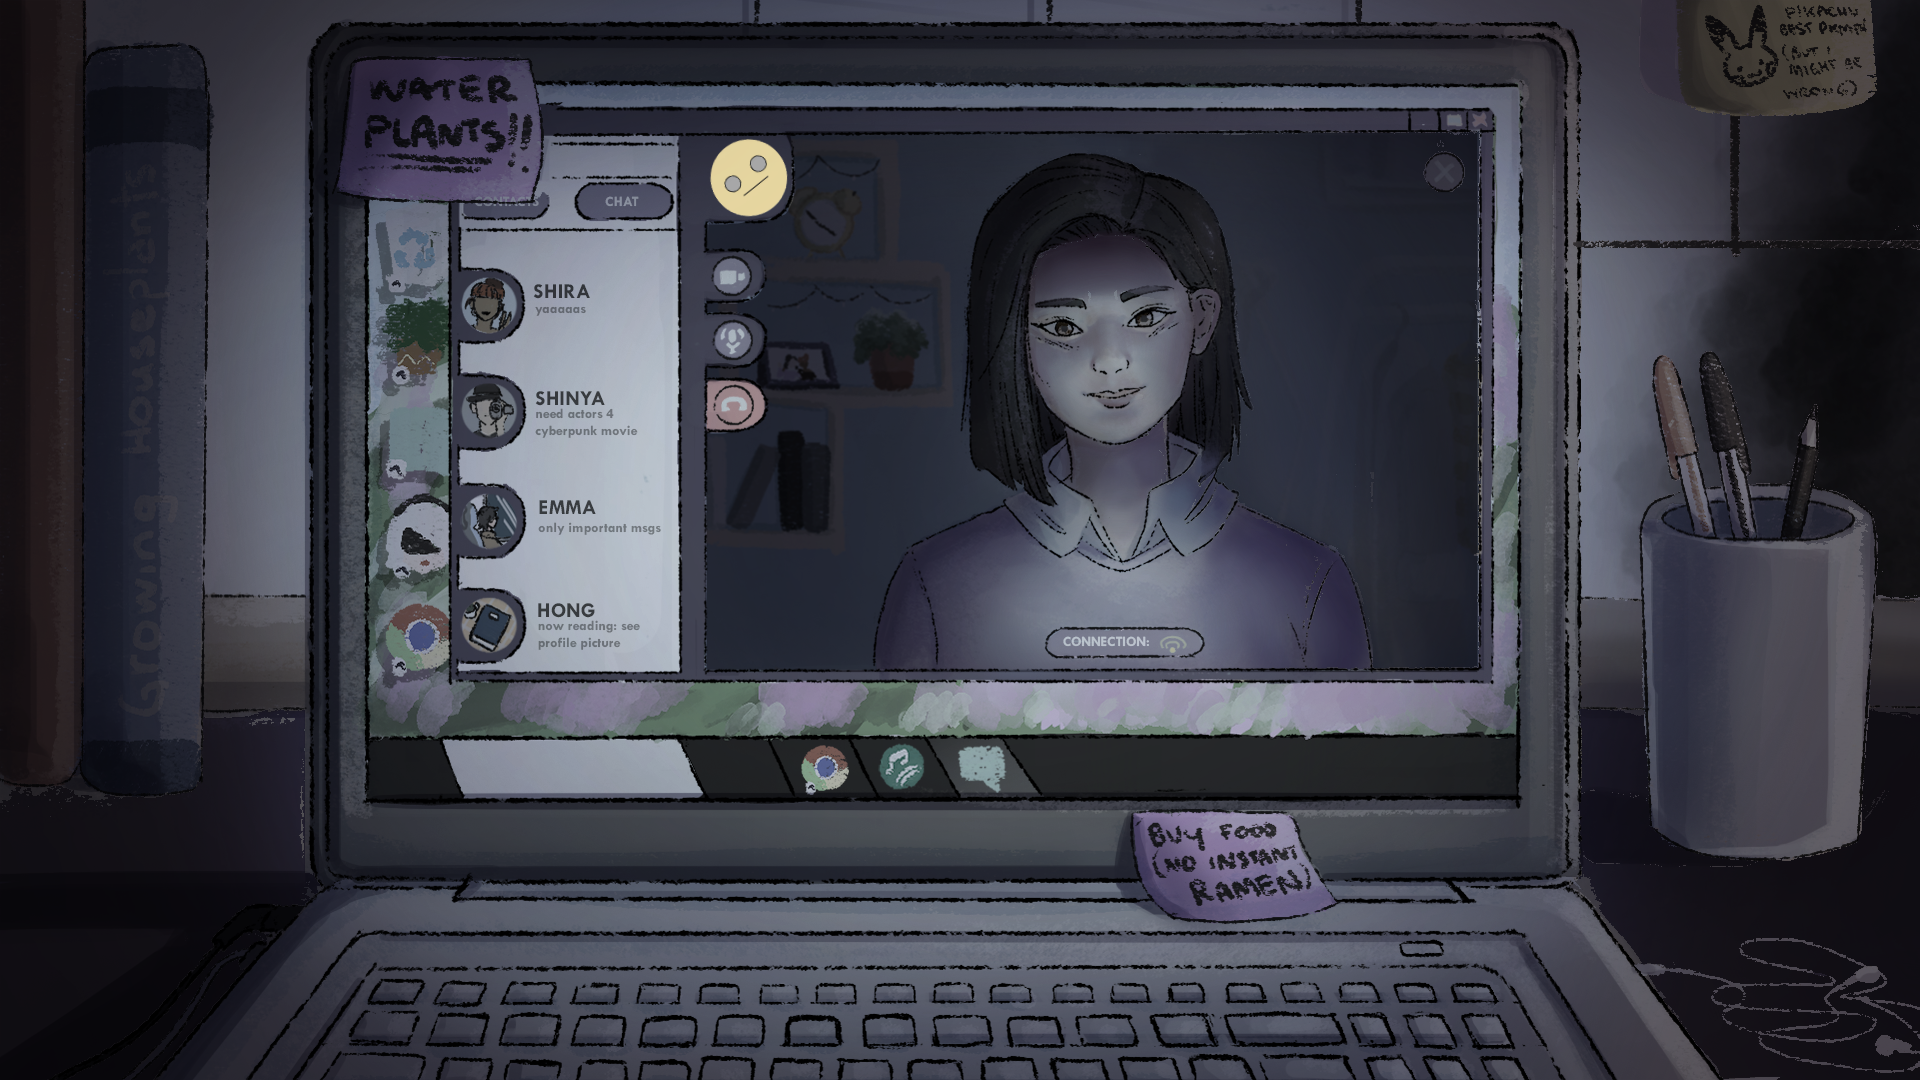 WATER
PLANTS!!
PIKACHU
BEST PKMN
(BUT I
MIGHT BE
WRONG)
Growing Houseplants
CONTACTS
CHAT
SHIRA
yaaaaas
SHINYA
need actors 4
cyberpunk movie
EMMA
only important msgs
HONG
now reading: see
profile picture
CONNECTION:
BUY FOOD
(NO INSTANT
RAMEN)